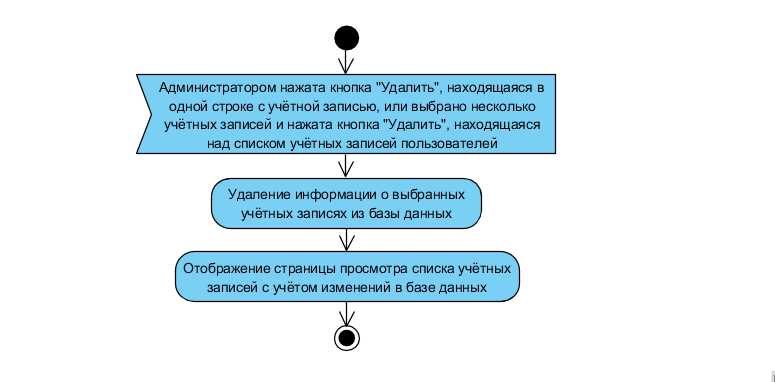 Администратором нажата кнопка "Удалить", находящаяся в
одной строке с учётной записью, или выбрано несколько
учётных записей и нажата кнопка "Удалить", находящаяся
над списком учётных записей пользователей
Удаление информации о выбранных
учётных записях из базы данных
Отображение страницы просмотра списка учётных
записей с учётом изменений в базе данных